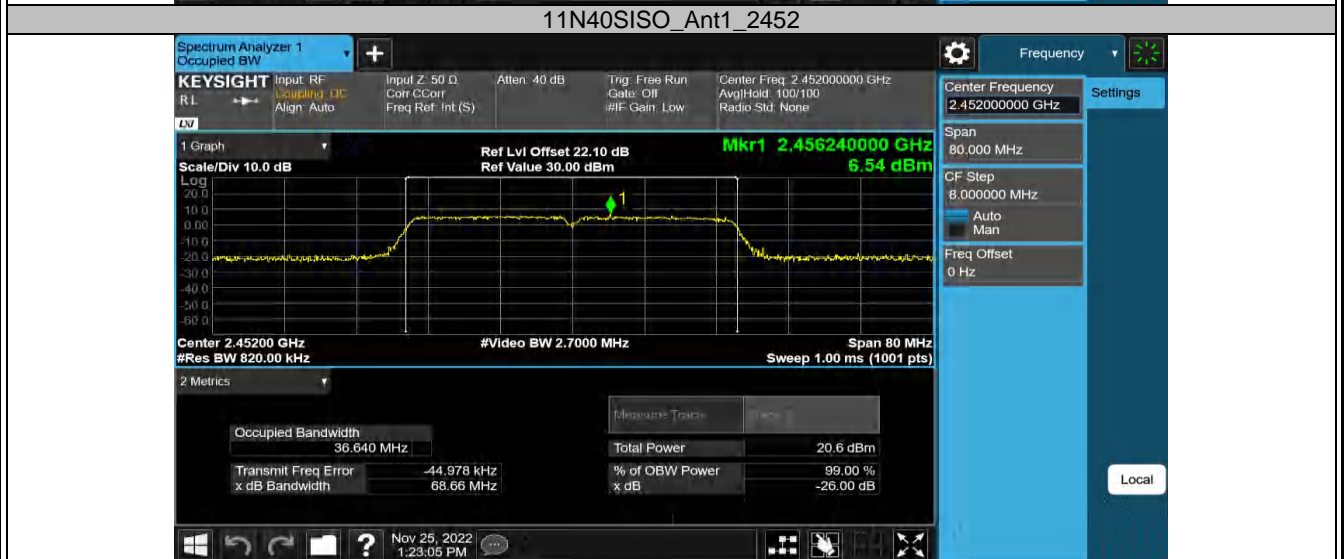 11N40SISO_Ant1_2452
Spectrum Analyzer 1
Occupied BW
+
Frequency
KEYSIGHT
RL
LXI
Input: RF
Coupling: DC
Align: Auto
Input Z: 50 Ω
Corr CCorr
Freq Ref: Int (S)
Atten: 40 dB
Trig: Free Run
Gate: Off
#IF Gain: Low
Center Freq: 2.452000000 GHz
Avg|Hold: 100/100
Radio Std: None
Center Frequency
2.452000000 GHz
Settings
Span
80.000 MHz
CF Step
8.000000 MHz
Auto
Man
Freq Offset
0 Hz
Local
1 Graph
Scale/Div 10.0 dB
Ref Lvl Offset 22.10 dB
Ref Value 30.00 dBm
Mkr1 2.456240000 GHz
6.54 dBm
Log
20.0
10.0
0.00
-10.0
-20.0
-30.0
-40.0
-50.0
-60.0
1
Center 2.45200 GHz
#Res BW 820.00 kHz
#Video BW 2.7000 MHz
Span 80 MHz
Sweep 1.00 ms (1001 pts)
2 Metrics
Measure Trace
Occupied Bandwidth
36.640 MHz
Total Power 20.6 dBm
Transmit Freq Error -44.978 kHz
% of OBW Power 99.00 %
x dB Bandwidth 68.66 MHz
x dB -26.00 dB
?
Nov 25, 2022
1:23:05 PM